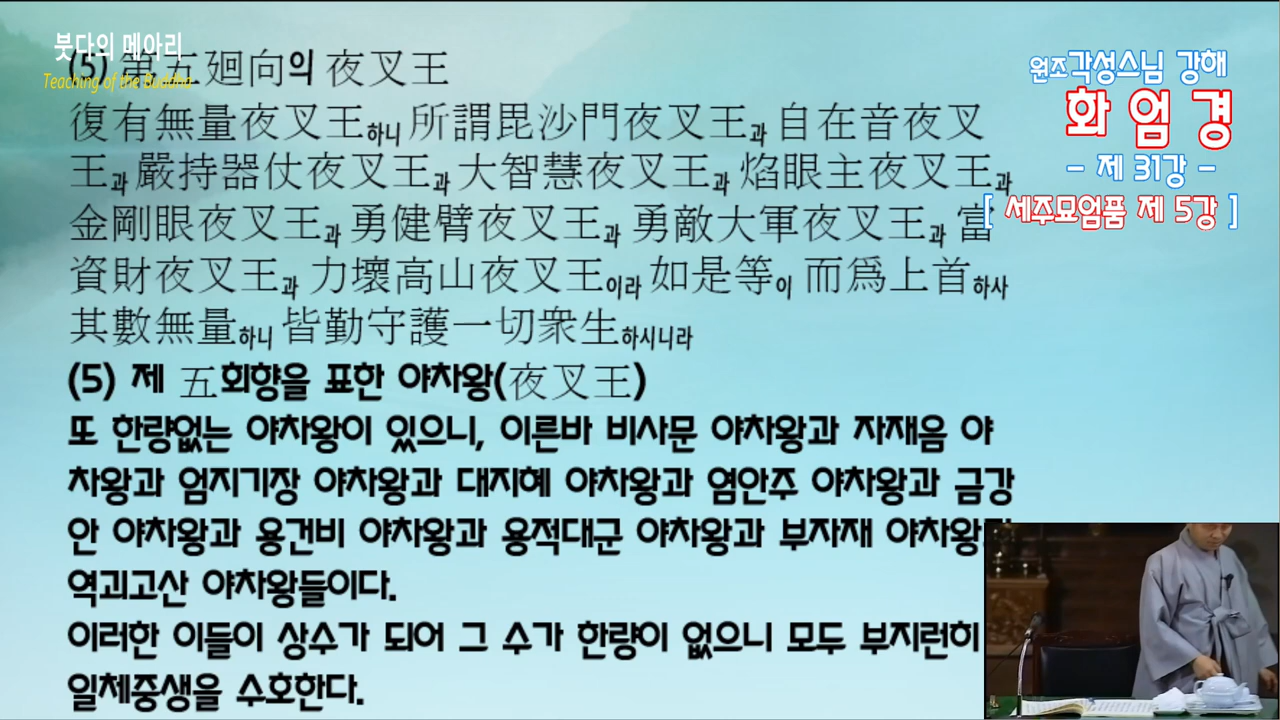 붓다의 메아리
Teaching of the Buddha
(5) 第五廻向의 夜叉王
復有無量夜叉王하니 所謂毘沙門夜叉王과 自在音夜叉
王과 嚴持器仗夜叉王과 大智慧夜叉王과 焰眼主夜叉王과
金剛眼夜叉王과 勇健臂夜叉王과 勇敵大軍夜叉王과 富
資財夜叉王과 力壞高山夜叉王이라 如是等이 而爲上首하사
其數無量하니 皆勤守護一切衆生하시니라
(5) 제 五회향을 표한 야차왕(夜叉王)
또 한량없는 야차왕이 있으니, 이른바 비사문 야차왕과 자재음 야
차왕과 엄지기장 야차왕과 대지혜 야차왕과 염안주 야차왕과 금강
안 야차왕과 용건비 야차왕과 용적대군 야차왕과 부자재 야차왕
역괴고산 야차왕들이다.
이러한 이들이 상수가 되어 그 수가 한량이 없으니 모두 부지런히
일체중생을 수호한다.
원조각성스님 강해
화엄경
- 제 31강 -
[ 세주묘엄품 제 5강 ]